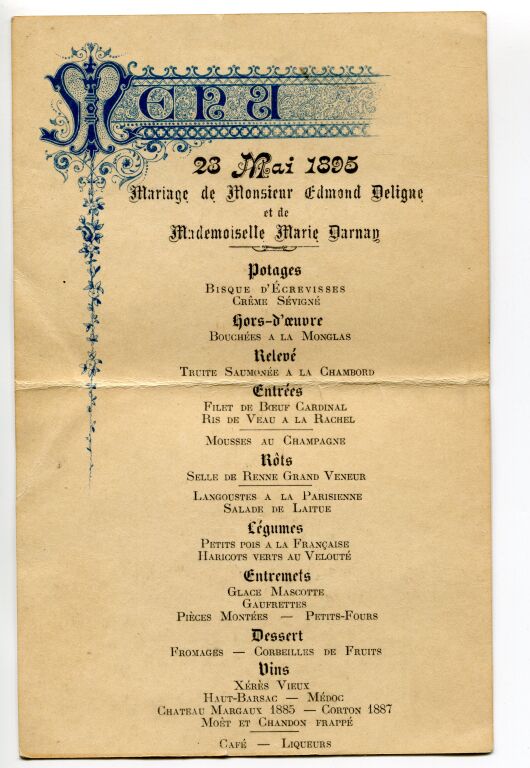 Menu
28 Mai 1895
Mariage de Monsieur Edmond Deligne
et de
Mademoiselle Marie Darnay
Potages
Bisque d'Écrevisses
Crême Sévigné
Hors-d'œuvre
Bouchées a la Monglas
Relevé
Truite Saumonée a la Chambord
Entrées
Filet de Bœuf Cardinal
Ris de Veau a la Rachel
Mousses au Champagne
Rôts
Selle de Renne Grand Veneur
Langoustes a la Parisienne
Salade de Laitue
Légumes
Petits pois a la Française
Haricots verts au Velouté
Entremets
Glace Mascotte
Gaufrettes
Pièces Montées — Petits-Fours
Dessert
Fromages — Corbeilles de Fruits
Vins
Xérès Vieux
Haut-Barsac — Médoc
Chateau Margaux 1885 — Corton 1887
Moët et Chandon frappé
Café — Liqueurs